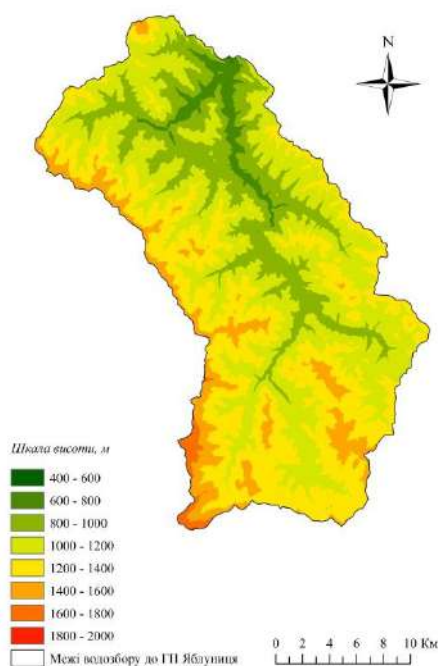 N
Шкала висоти, м
400 - 600
600 - 800
800 - 1000
1000 - 1200
1200 - 1400
1400 - 1600
1600 - 1800
1800 - 2000
Межі водозбору до ГП Яблуниця
0 2 4 6 8 10 Км